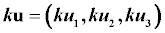 ku = (ku₁, ku₂, ku₃)